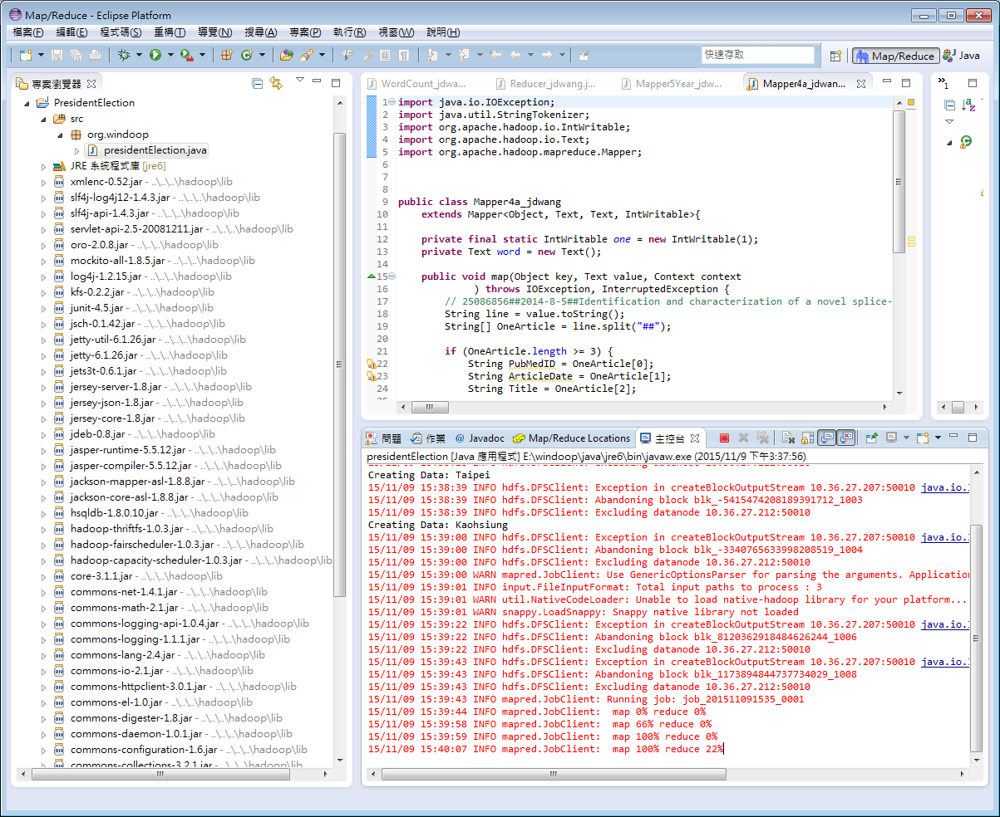 Map/Reduce - Eclipse Platform
檔案(F) 編輯(E) 程式碼(S) 重構(T) 導覽(N) 搜尋(A) 專案(P) 執行(R) 視窗(W) 說明(H)
快速存取
Map/Reduce
Java
專案瀏覽器
PresidentElection
src
org.windoop
presidentElection.java
JRE 系統程式庫 [jre6]
xmlenc-0.52.jar - ..\..\..\hadoop\lib
slf4j-log4j12-1.4.3.jar - ..\..\..\hadoop\lib
slf4j-api-1.4.3.jar - ..\..\..\hadoop\lib
servlet-api-2.5-20081211.jar - ..\..\..\hadoop\lib
oro-2.0.8.jar - ..\..\..\hadoop\lib
mockito-all-1.8.5.jar - ..\..\..\hadoop\lib
log4j-1.2.15.jar - ..\..\..\hadoop\lib
kfs-0.2.2.jar - ..\..\..\hadoop\lib
junit-4.5.jar - ..\..\..\hadoop\lib
jsch-0.1.42.jar - ..\..\..\hadoop\lib
jetty-util-6.1.26.jar - ..\..\..\hadoop\lib
jetty-6.1.26.jar - ..\..\..\hadoop\lib
jets3t-0.6.1.jar - ..\..\..\hadoop\lib
jersey-server-1.8.jar - ..\..\..\hadoop\lib
jersey-json-1.8.jar - ..\..\..\hadoop\lib
jersey-core-1.8.jar - ..\..\..\hadoop\lib
jdeb-0.8.jar - ..\..\..\hadoop\lib
jasper-runtime-5.5.12.jar - ..\..\..\hadoop\lib
jasper-compiler-5.5.12.jar - ..\..\..\hadoop\lib
jackson-mapper-asl-1.8.8.jar - ..\..\..\hadoop\lib
jackson-core-asl-1.8.8.jar - ..\..\..\hadoop\lib
hsqldb-1.8.0.10.jar - ..\..\..\hadoop\lib
hadoop-thriftfs-1.0.3.jar - ..\..\..\hadoop\lib
hadoop-fairscheduler-1.0.3.jar - ..\..\..\hadoop\lib
hadoop-capacity-scheduler-1.0.3.jar - ..\..\..\hadoop\lib
core-3.1.1.jar - ..\..\..\hadoop\lib
commons-net-1.4.1.jar - ..\..\..\hadoop\lib
commons-math-2.1.jar - ..\..\..\hadoop\lib
commons-logging-api-1.0.4.jar - ..\..\..\hadoop\lib
commons-logging-1.1.1.jar - ..\..\..\hadoop\lib
commons-lang-2.4.jar - ..\..\..\hadoop\lib
commons-io-2.1.jar - ..\..\..\hadoop\lib
commons-httpclient-3.0.1.jar - ..\..\..\hadoop\lib
commons-el-1.0.jar - ..\..\..\hadoop\lib
commons-digester-1.8.jar - ..\..\..\hadoop\lib
commons-daemon-1.0.1.jar - ..\..\..\hadoop\lib
commons-configuration-1.6.jar - ..\..\..\hadoop\lib
commons-collections-3.2.1.jar - ..\..\..\hadoop\lib
WordCount_jdwa... Reducer_jdwang.j... Mapper5Year_jdw... Mapper4a_jdwan...
1 import java.io.IOException;
2 import java.util.StringTokenizer;
3 import org.apache.hadoop.io.IntWritable;
4 import org.apache.hadoop.io.Text;
5 import org.apache.hadoop.mapreduce.Mapper;
6
7
8
9 public class Mapper4a_jdwang
10 extends Mapper<Object, Text, Text, IntWritable>{
11
12 private final static IntWritable one = new IntWritable(1);
13 private Text word = new Text();
14
15 public void map(Object key, Text value, Context context
16 ) throws IOException, InterruptedException {
17 // 25086856##2014-8-5##Identification and characterization of a novel splice-
18 String line = value.toString();
19 String[] OneArticle = line.split("##");
20
21 if (OneArticle.length >= 3) {
22 String PubMedID = OneArticle[0];
23 String ArticleDate = OneArticle[1];
24 String Title = OneArticle[2];
»1
問題 作業 @ Javadoc Map/Reduce Locations 主控台
presidentElection [Java 應用程式] E:\windoop\java\jre6\bin\javaw.exe (2015/11/9 下午3:37:56)
Creating Data: Taipei
15/11/09 15:38:39 INFO hdfs.DFSClient: Exception in createBlockOutputStream 10.36.27.207:50010 java.io.I
15/11/09 15:38:39 INFO hdfs.DFSClient: Abandoning block blk_-5415474208189391712_1003
15/11/09 15:38:39 INFO hdfs.DFSClient: Excluding datanode 10.36.27.212:50010
Creating Data: Kaohsiung
15/11/09 15:39:00 INFO hdfs.DFSClient: Exception in createBlockOutputStream 10.36.27.207:50010 java.io.I
15/11/09 15:39:00 INFO hdfs.DFSClient: Abandoning block blk_-3340765633998208519_1004
15/11/09 15:39:00 INFO hdfs.DFSClient: Excluding datanode 10.36.27.212:50010
15/11/09 15:39:00 WARN mapred.JobClient: Use GenericOptionsParser for parsing the arguments. Application
15/11/09 15:39:01 INFO input.FileInputFormat: Total input paths to process : 3
15/11/09 15:39:01 WARN util.NativeCodeLoader: Unable to load native-hadoop library for your platform...
15/11/09 15:39:01 WARN snappy.LoadSnappy: Snappy native library not loaded
15/11/09 15:39:22 INFO hdfs.DFSClient: Exception in createBlockOutputStream 10.36.27.207:50010 java.io.I
15/11/09 15:39:22 INFO hdfs.DFSClient: Abandoning block blk_8120362918484626244_1006
15/11/09 15:39:22 INFO hdfs.DFSClient: Excluding datanode 10.36.27.212:50010
15/11/09 15:39:43 INFO hdfs.DFSClient: Exception in createBlockOutputStream 10.36.27.207:50010 java.io.I
15/11/09 15:39:43 INFO hdfs.DFSClient: Abandoning block blk_1173894844737734029_1008
15/11/09 15:39:43 INFO hdfs.DFSClient: Excluding datanode 10.36.27.212:50010
15/11/09 15:39:43 INFO mapred.JobClient: Running job: job_201511091535_0001
15/11/09 15:39:44 INFO mapred.JobClient: map 0% reduce 0%
15/11/09 15:39:58 INFO mapred.JobClient: map 66% reduce 0%
15/11/09 15:39:59 INFO mapred.JobClient: map 100% reduce 0%
15/11/09 15:40:07 INFO mapred.JobClient: map 100% reduce 22%